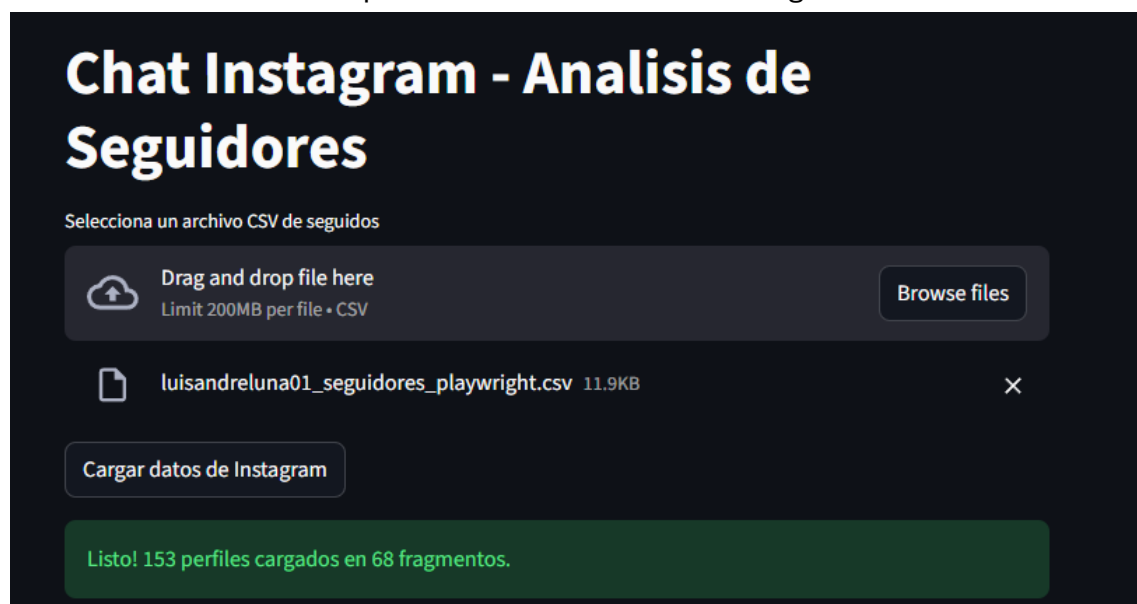 Chat Instagram - Analisis de
Seguidores
Selecciona un archivo CSV de seguidos
Drag and drop file here
Limit 200MB per file • CSV
Browse files
luisandreluna01_seguidores_playwright.csv 11.9KB
Cargar datos de Instagram
Listo! 153 perfiles cargados en 68 fragmentos.